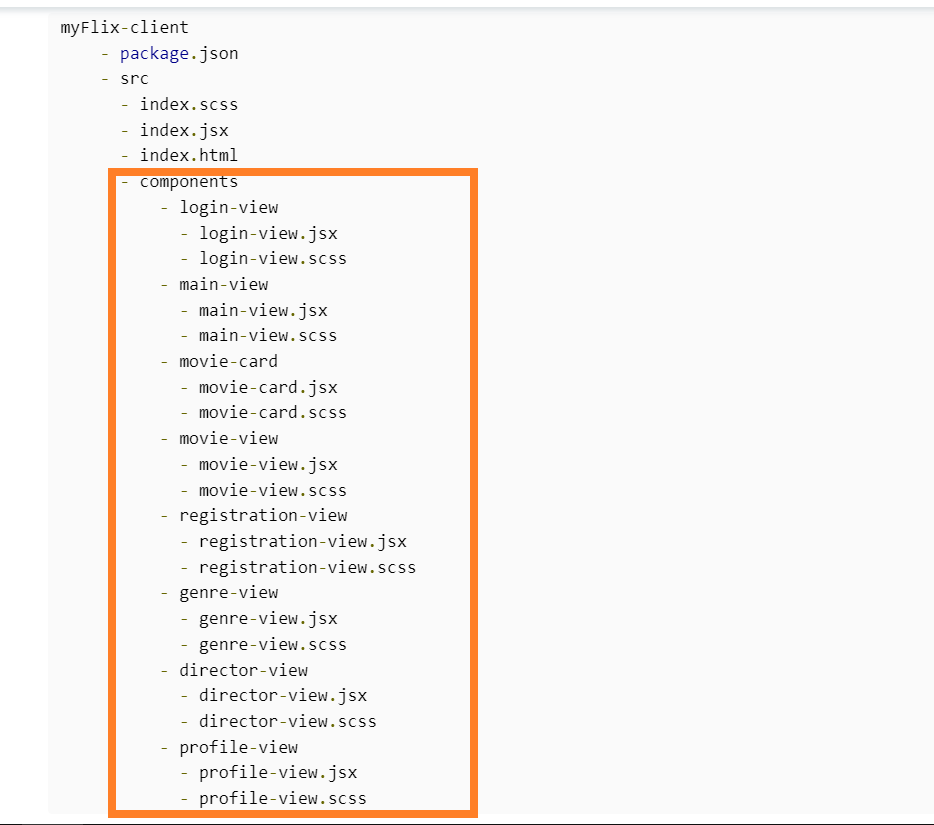 myFlix-client
- package.json
- src
- index.scss
- index.jsx
- index.html
- components
- login-view
- login-view.jsx
- login-view.scss
- main-view
- main-view.jsx
- main-view.scss
- movie-card
- movie-card.jsx
- movie-card.scss
- movie-view
- movie-view.jsx
- movie-view.scss
- registration-view
- registration-view.jsx
- registration-view.scss
- genre-view
- genre-view.jsx
- genre-view.scss
- director-view
- director-view.jsx
- director-view.scss
- profile-view
- profile-view.jsx
- profile-view.scss